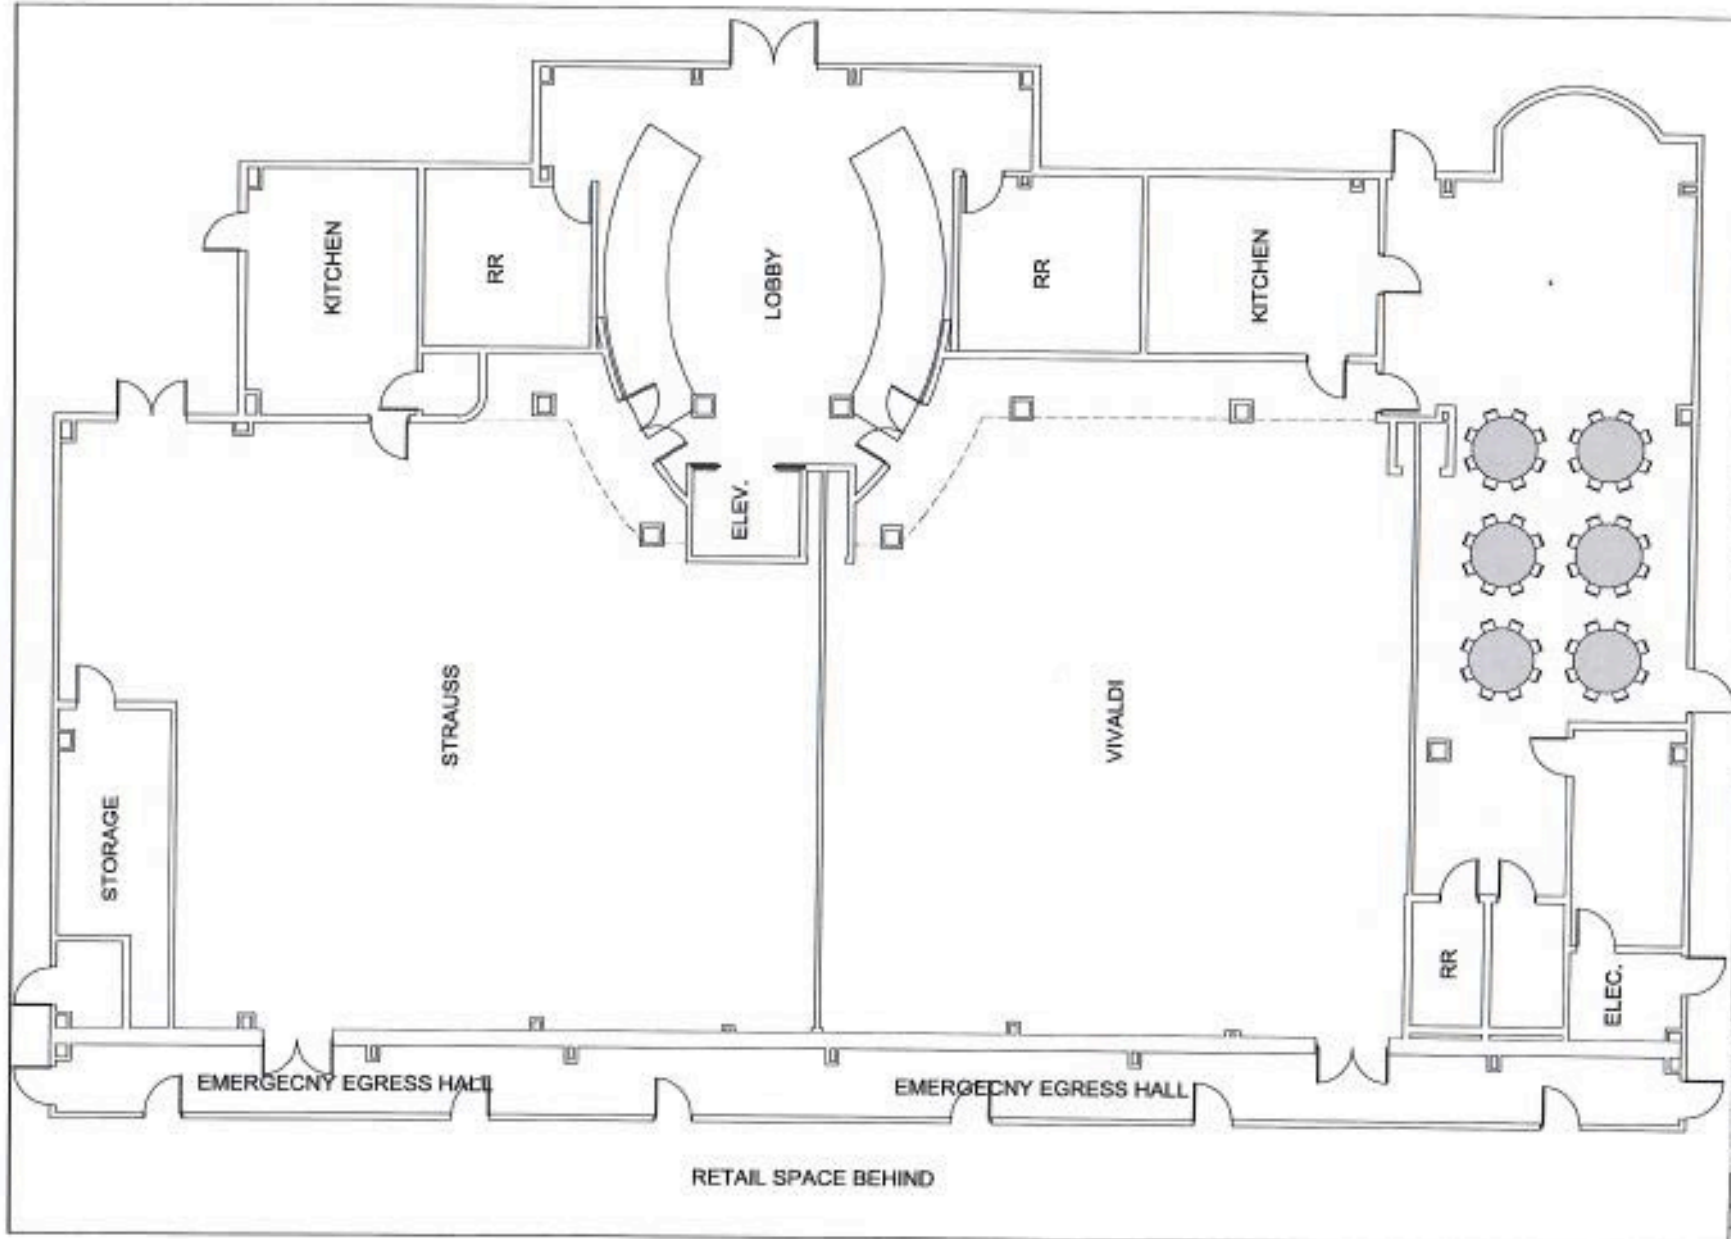 KITCHEN
RR
LOBBY
RR
KITCHEN
ELEV.
STRAUSS
VIVALDI
STORAGE
RR
ELEC.
EMERGECNY EGRESS HALL
EMERGECNY EGRESS HALL
RETAIL SPACE BEHIND